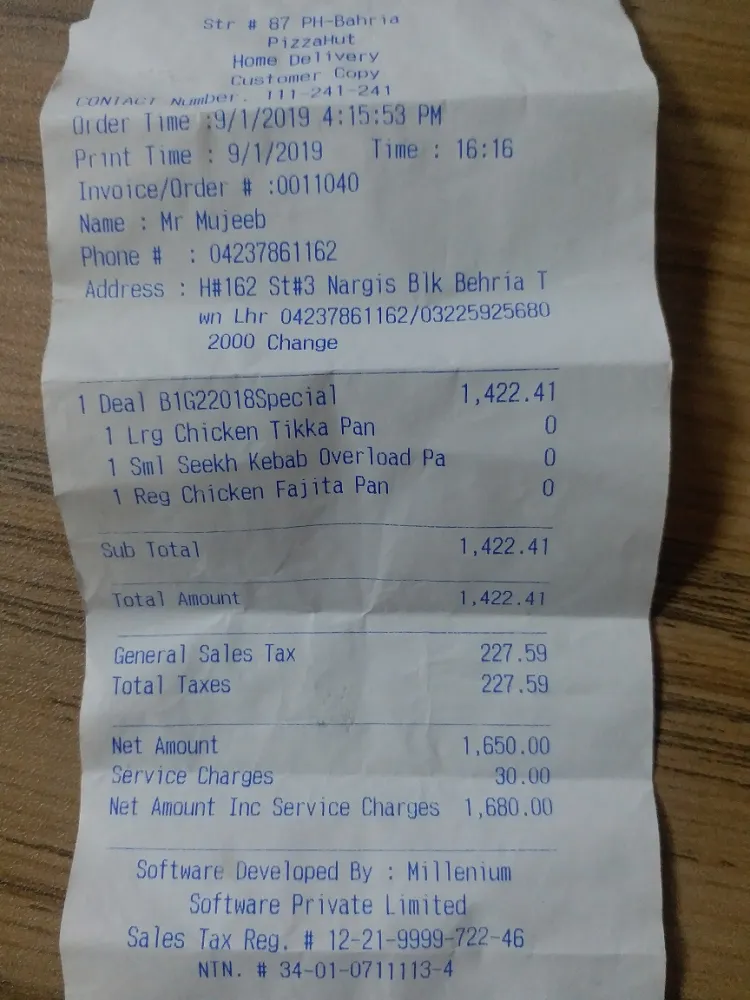 Str # 87 PH-Bahria
PizzaHut
Home Delivery
Customer Copy
CONTACT Number. 111-241-241
Order Time :9/1/2019 4:15:53 PM
Print Time : 9/1/2019 Time : 16:16
Invoice/Order # :0011040
Name : Mr Mujeeb
Phone # : 04237861162
Address : H#162 St#3 Nargis Blk Behria T
wn Lhr 04237861162/03225925680
2000 Change
1 Deal B1G22018Special 1,422.41
1 Lrg Chicken Tikka Pan 0
1 Sml Seekh Kebab Overload Pa 0
1 Reg Chicken Fajita Pan 0
Sub Total 1,422.41
Total Amount 1,422.41
General Sales Tax 227.59
Total Taxes 227.59
Net Amount 1,650.00
Service Charges 30.00
Net Amount Inc Service Charges 1,680.00
Software Developed By : Millenium
Software Private Limited
Sales Tax Reg. # 12-21-9999-722-46
NTN. # 34-01-0711113-4